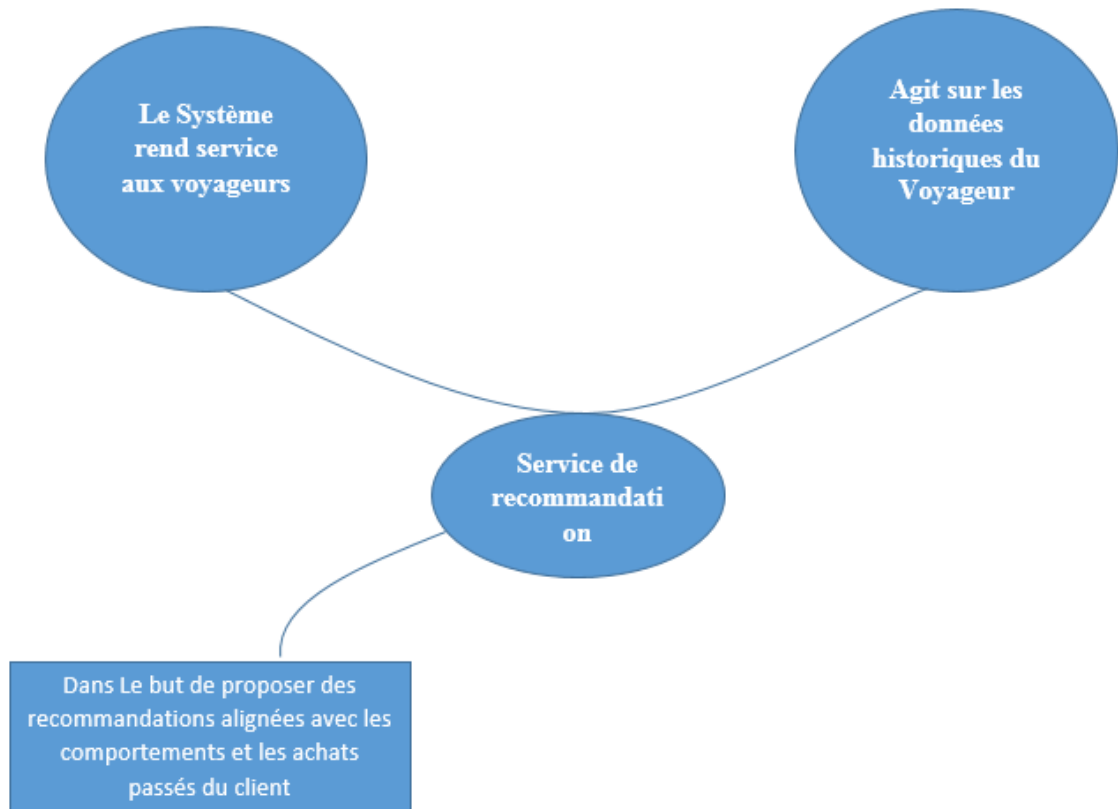 Le Système
rend service
aux voyageurs
Agit sur les
données
historiques du
Voyageur
Service de
recommandati
on
Dans Le but de proposer des
recommandations alignées avec les
comportements et les achats
passés du client